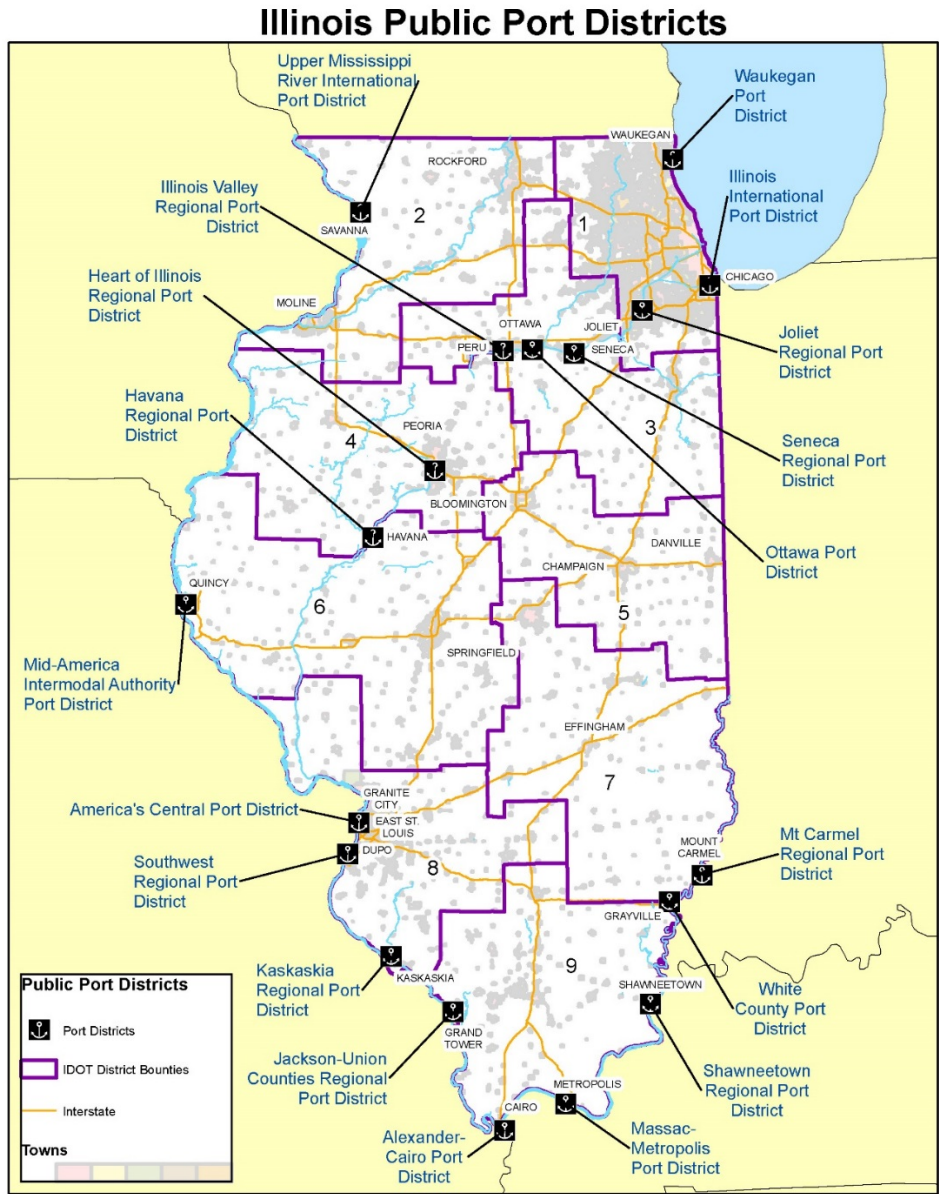 Illinois Public Port Districts
Upper Mississippi
River International
Port District
Waukegan
Port
District
WAUKEGAN
ROCKFORD
Illinois Valley
Regional Port
District
Illinois
International
Port District
2
1
SAVANNA
CHICAGO
Heart of Illinois
Regional Port
District
MOLINE
OTTAWA
JOLIET
PERU
SENECA
Joliet
Regional Port
District
Havana
Regional Port
District
4
PEORIA
3
Seneca
Regional Port
District
BLOOMINGTON
HAVANA
DANVILLE
CHAMPAIGN
Ottawa Port
District
QUINCY
6
5
SPRINGFIELD
Mid-America
Intermodal Authority
Port District
EFFINGHAM
7
GRANITE
CITY
America's Central Port District
EAST ST.
LOUIS
DUPO
MOUNT
CARMEL
Mt Carmel
Regional Port
District
Southwest
Regional Port
District
8
GRAYVILLE
9
KASKASKIA
SHAWNEETOWN
Kaskaskia
Regional Port
District
White
County Port
District
GRAND
TOWER
Jackson-Union
Counties Regional
Port District
Shawneetown
Regional Port
District
METROPOLIS
CAIRO
Alexander-
Cairo Port
District
Massac-
Metropolis
Port District
Public Port Districts
Port Districts
IDOT District Bounties
Interstate
Towns